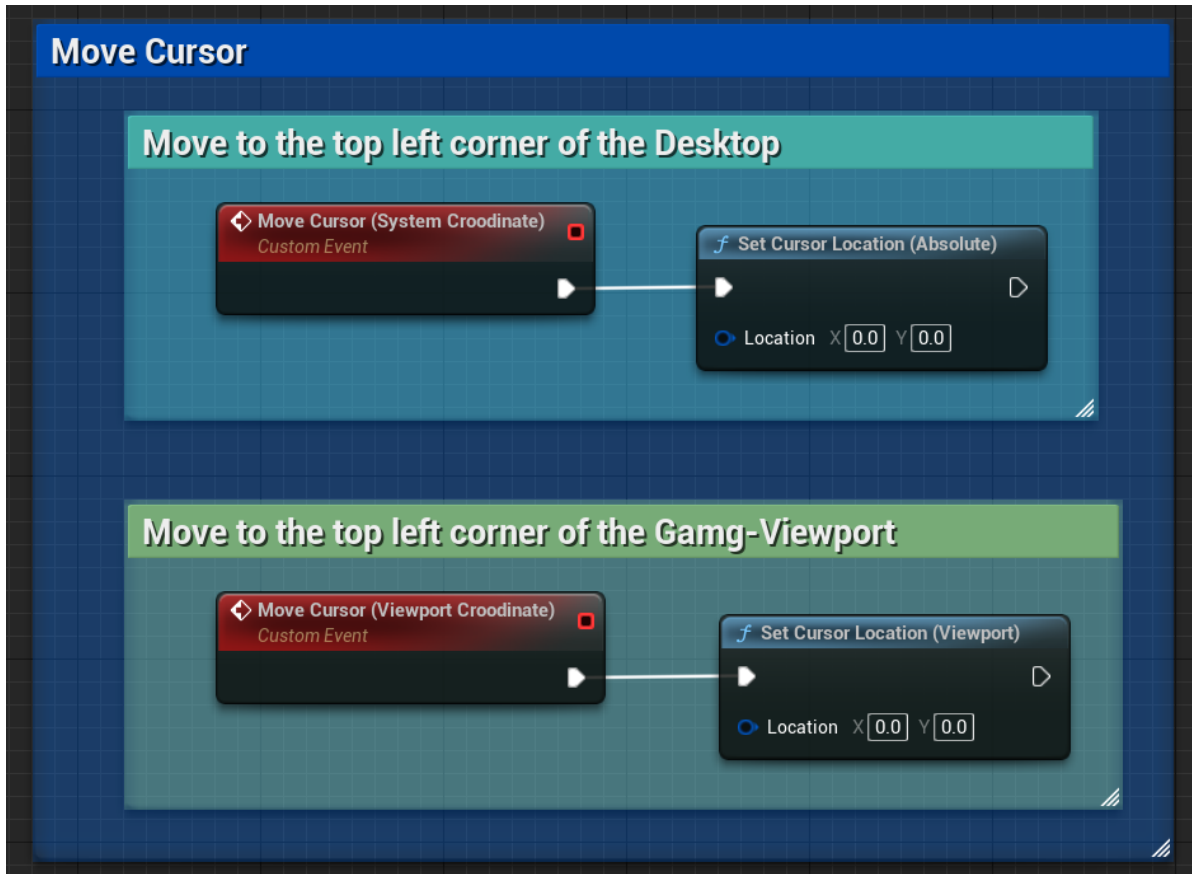 Move Cursor
Move to the top left corner of the Desktop
Move Cursor (System Croodinate)
Custom Event
f Set Cursor Location (Absolute)
Location X 0.0 Y 0.0
Move to the top left corner of the Gamg-Viewport
Move Cursor (Viewport Croodinate)
Custom Event
f Set Cursor Location (Viewport)
Location X 0.0 Y 0.0